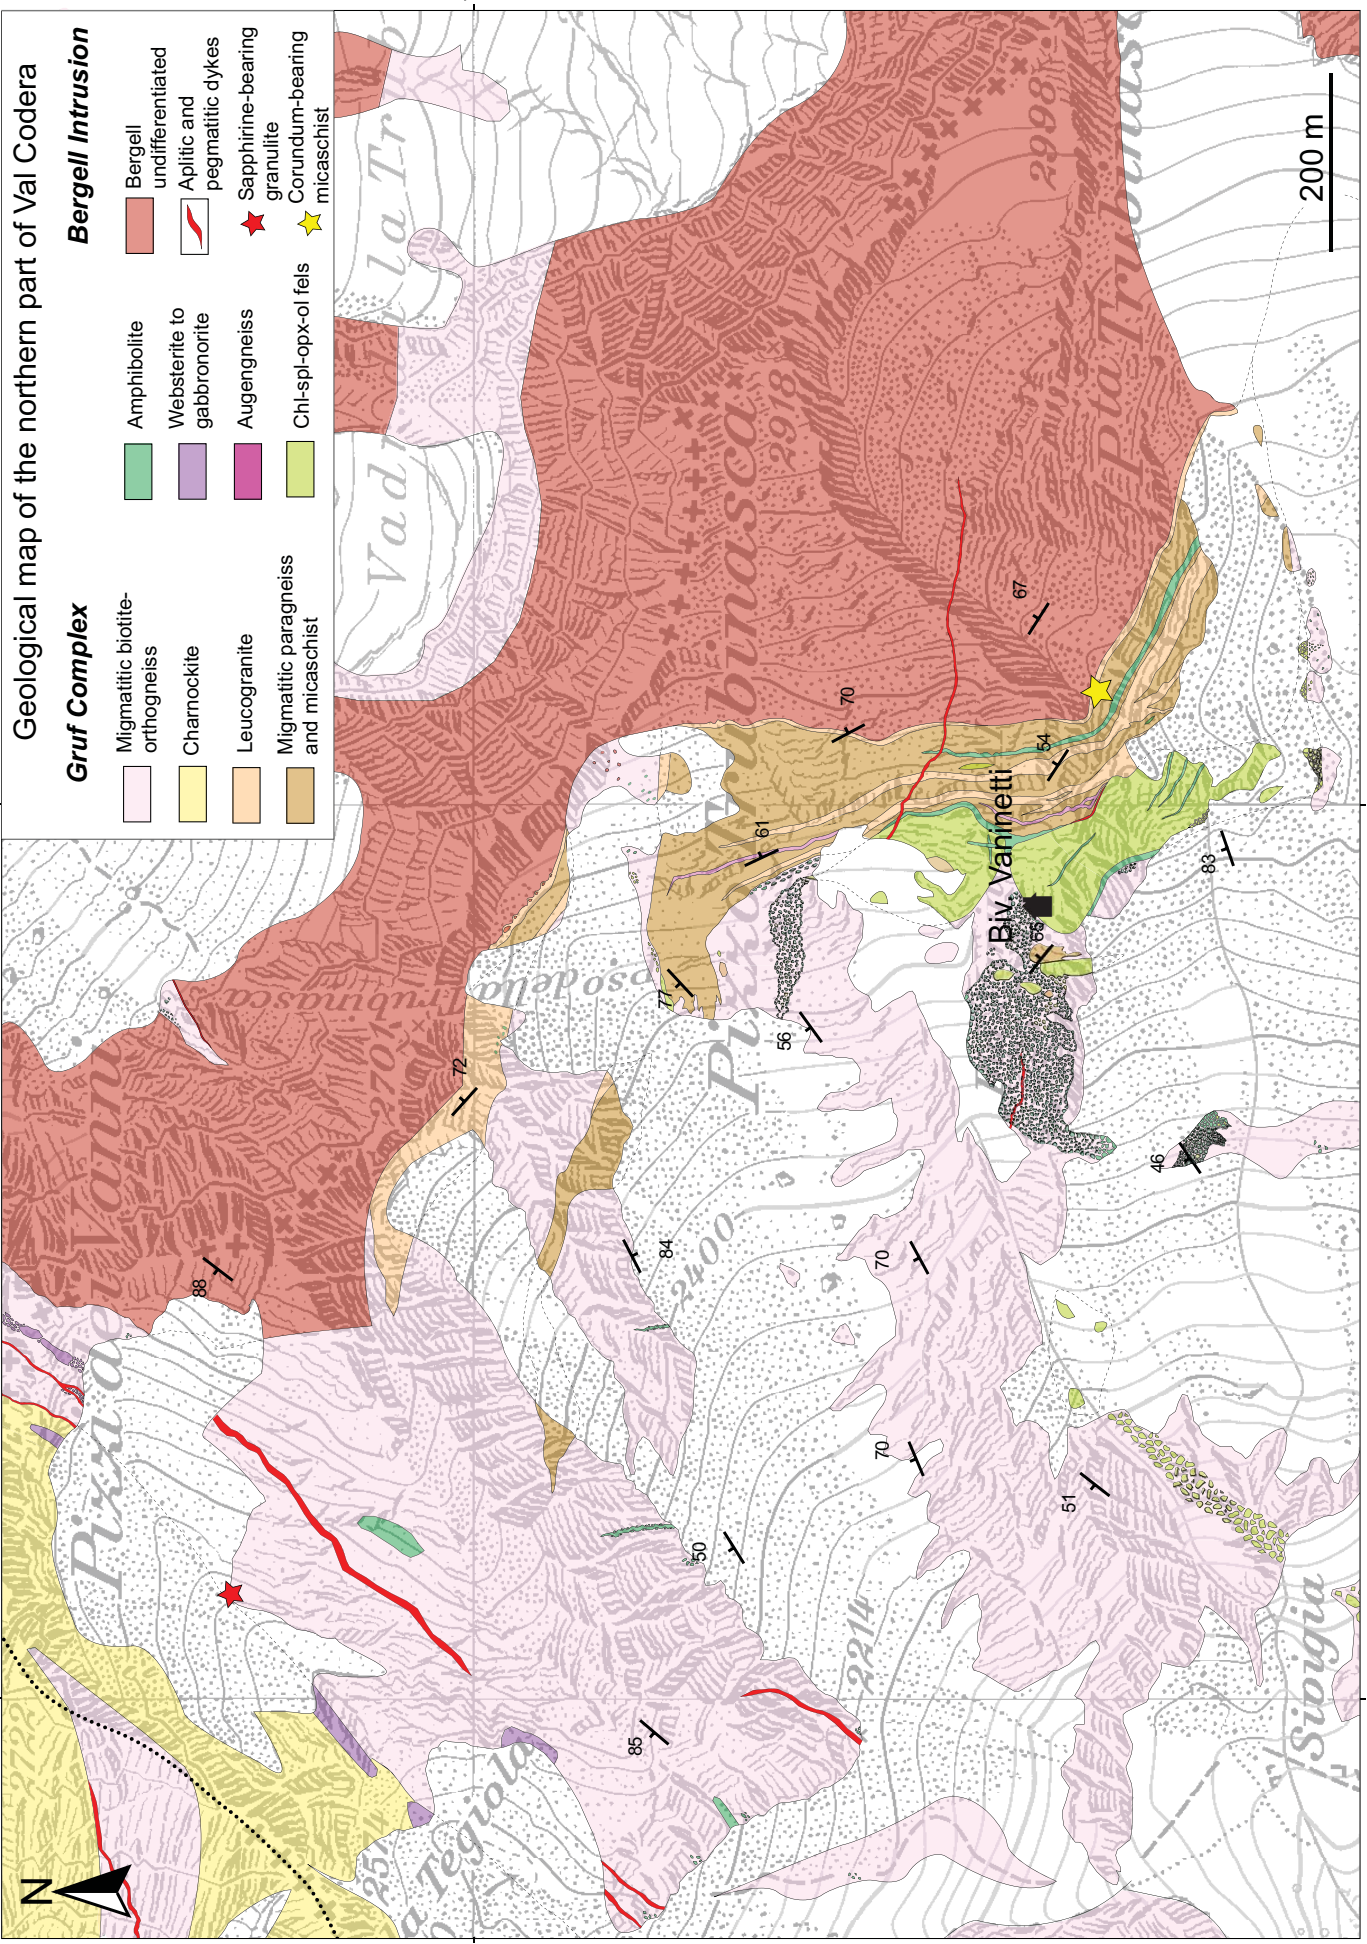 Geological map of the northern part of Val Codera
Gruf Complex
Migmatitic biotite-
orthogneiss
Charnockite
Leucogranite
Migmatitic paragneiss
and micaschist
Amphibolite
Websterite to
gabbronorite
Augengneiss
Chl-spl-opx-ol fels
Bergell Intrusion
Bergell
undifferentiated
Aplitic and
pegmatitic dykes
Sapphirine-bearing
granulite
Corundum-bearing
micaschist
N
200 m
Biv. Vaninetti
88
72
77
56
61
70
67
54
83
46
84
70
70
50
51
85
2998
2918
2400
2214
Tegiola